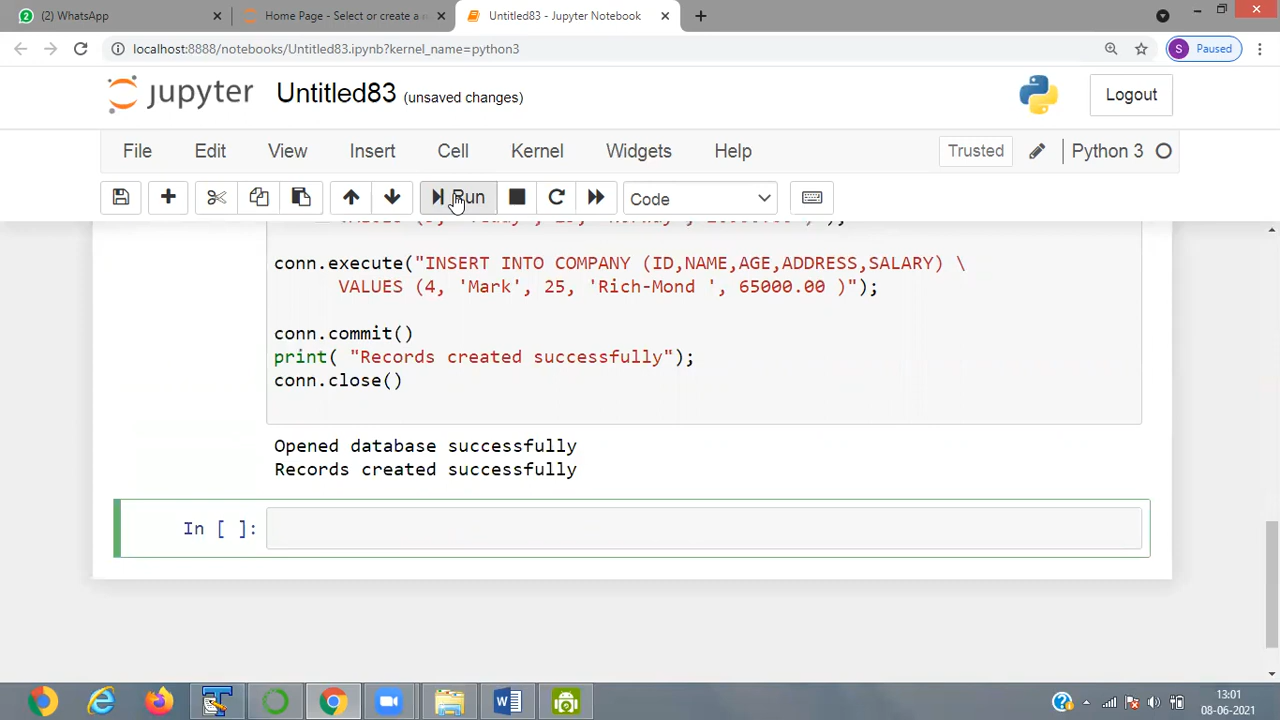 (2) WhatsApp
Home Page - Select or create a n
Untitled83 - Jupyter Notebook
localhost:8888/notebooks/Untitled83.ipynb?kernel_name=python3
S Paused
jupyter Untitled83 (unsaved changes)
Logout
File Edit View Insert Cell Kernel Widgets Help
Trusted
Python 3
Run
Code
conn.execute("INSERT INTO COMPANY (ID,NAME,AGE,ADDRESS,SALARY) \
VALUES (4, 'Mark', 25, 'Rich-Mond ', 65000.00 )");
conn.commit()
print( "Records created successfully");
conn.close()
Opened database successfully
Records created successfully
In [ ]:
13:01
08-06-2021